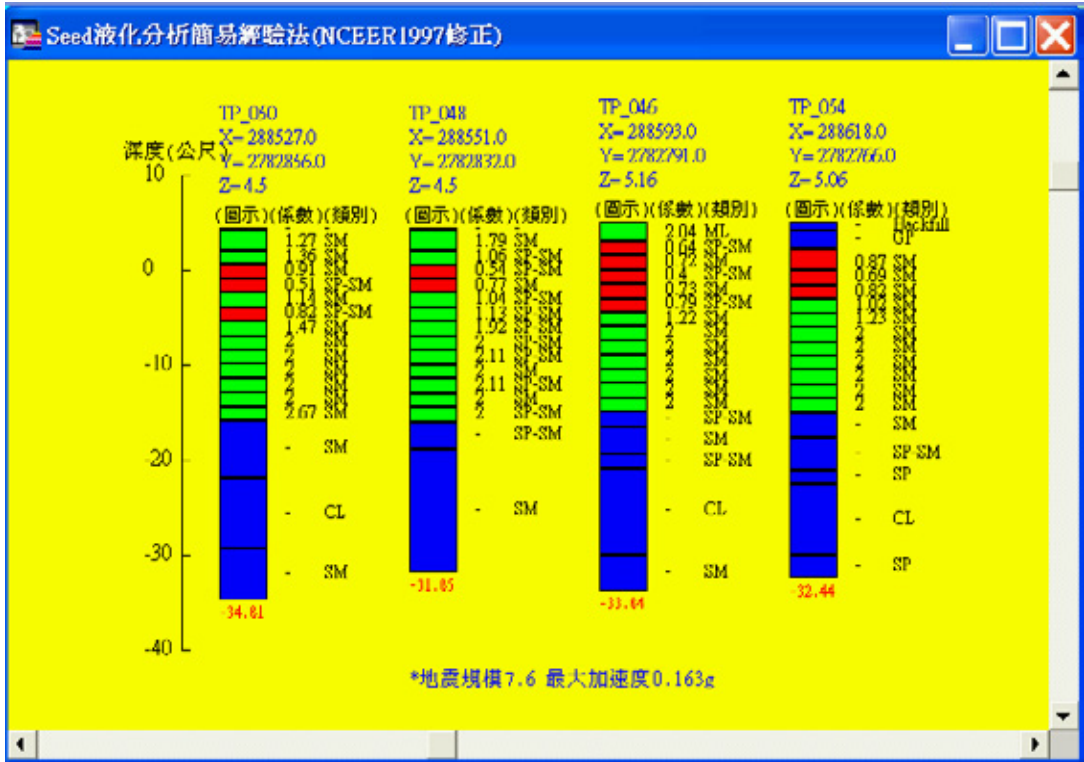 Seed液化分析簡易經驗法(NCEER1997修正)
深度(公尺)
10
0
-10
-20
-30
-40
X=288527.0
Y=2782856.0
Z=4.5
(圖示)(係數)(類別)
1.27 SM
1.36 SM
0.91 SM
0.51 SP-SM
1.14 SM
0.82 SP-SM
1.47 SM
2 SM
2 SM
2 SM
2 SM
2 SM
2.67 SM
- SM
- CL
- SM
-34.81
TP_048
X=288551.0
Y=2782832.0
Z=4.5
(圖示)(係數)(類別)
1.79 SM
1.06 SP-SM
0.54 SP-SM
0.77 SM
1.04 SP-SM
1.13 SP-SM
1.92 SP-SM
2 SP-SM
2.11 SP-SM
2 SM
2.11 SP-SM
2 SM
2 SP-SM
- SP-SM
- SM
-31.85
TP_046
X=288593.0
Y=2782791.0
Z=5.16
(圖示)(係數)(類別)
2.04 ML
0.64 SP-SM
0.72 SM
0.4 SP-SM
0.73 SM
0.79 SP-SM
1.22 SM
2 SM
2 SM
2 SM
2 SM
2 SM
2 SM
- SP-SM
- SM
- SP-SM
- CL
- SM
-33.84
TP_054
X=288618.0
Y=2782766.0
Z=5.06
(圖示)(係數)(類別)
- Backfill
- GP
0.87 SM
0.69 SM
0.82 SM
1.02 SM
1.23 SM
2 SM
2 SM
2 SM
2 SM
2 SM
2 SM
- SM
- SP-SM
- SP
- CL
- SP
-32.44
*地震規模7.6 最大加速度0.163g